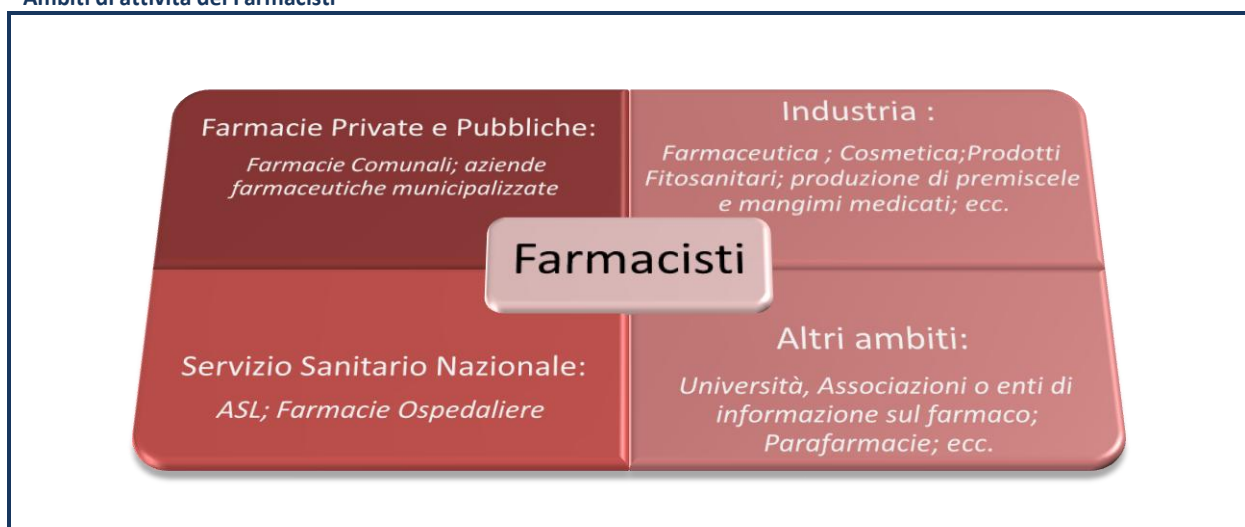 Ambiti di attività dei Farmacisti
Farmacie Private e Pubbliche:
Farmacie Comunali; aziende
farmaceutiche municipalizzate
Industria :
Farmaceutica ; Cosmetica;Prodotti
Fitosanitari; produzione di premiscele
e mangimi medicati; ecc.
Farmacisti
Servizio Sanitario Nazionale:
ASL; Farmacie Ospedaliere
Altri ambiti:
Università, Associazioni o enti di
informazione sul farmaco;
Parafarmacie; ecc.